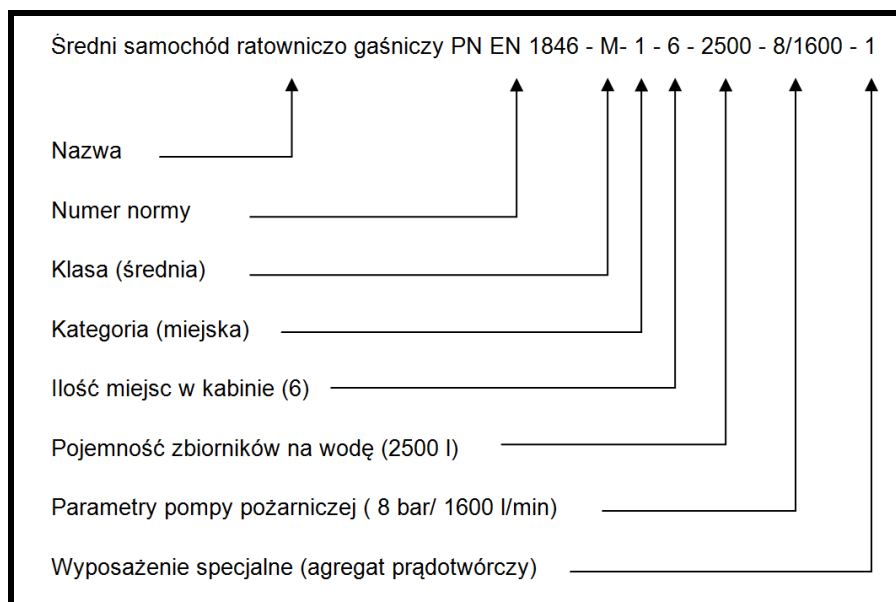 Średni samochód ratowniczo gaśniczy PN EN 1846 - M- 1 - 6 - 2500 - 8/1600 - 1
Nazwa
Numer normy
Klasa (średnia)
Kategoria (miejska)
Ilość miejsc w kabinie (6)
Pojemność zbiorników na wodę (2500 l)
Parametry pompy pożarniczej ( 8 bar/ 1600 l/min)
Wyposażenie specjalne (agregat prądotwórczy)